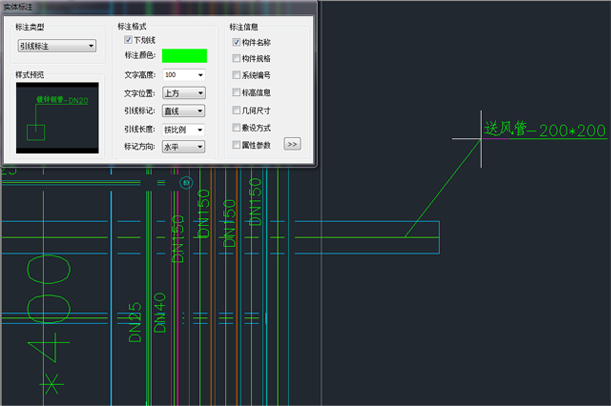 实体标注
标注类型
引线标注
样式预览
镀锌钢管-DN20
标注格式
下划线
标注颜色:
文字高度: 100
文字位置: 上方
引线标记: 直线
引线长度: 按比例
标记方向: 水平
标注信息
构件名称
构件规格
系统编号
标高信息
几何尺寸
敷设方式
属性参数
>>
送风管-200*200
25
DN150
DN150
DN150
DN150
DN25
DN40
*400